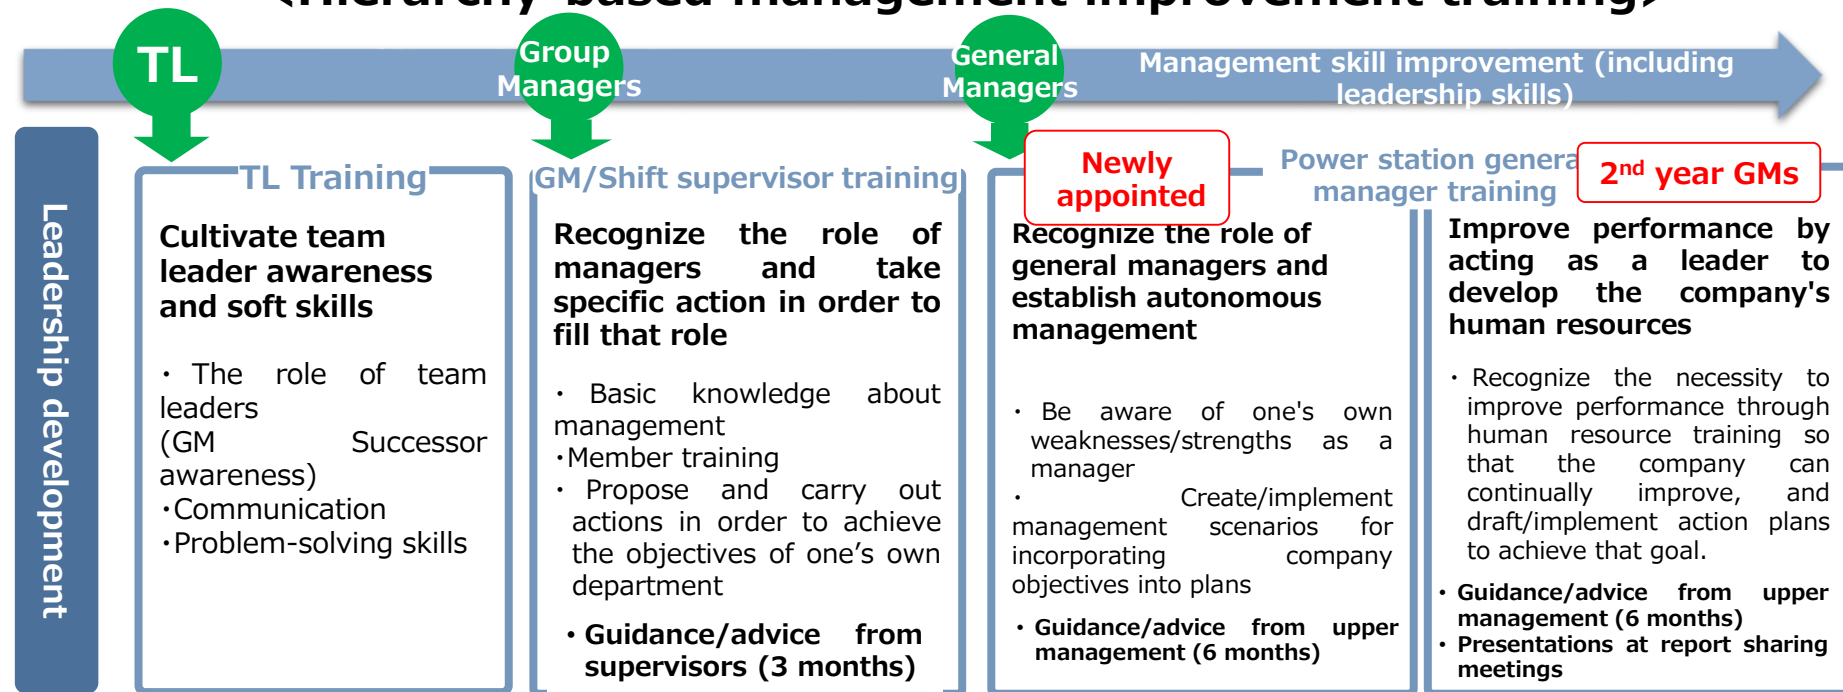 <Hierarchy-based management improvement training>
TL
Group
Managers
General
Managers
Management skill improvement (including
leadership skills)
Leadership development
TL Training
Cultivate team
leader awareness
and soft skills
・ The role of team
leaders
(GM Successor
awareness)
・Communication
・Problem-solving skills
GM/Shift supervisor training
Recognize the role of
managers and take
specific action in order to
fill that role
・ Basic knowledge about
management
・Member training
・ Propose and carry out
actions in order to achieve
the objectives of one’s own
department
・Guidance/advice from
supervisors (3 months)
Newly
appointed
Power station genera
manager training
2nd year GMs
Recognize the role of
general managers and
establish autonomous
management
・ Be aware of one's own
weaknesses/strengths as a
manager
・ Create/implement
management scenarios for
incorporating company
objectives into plans
・ Guidance/advice from upper
management (6 months)
Improve performance by
acting as a leader to
develop the company's
human resources
・ Recognize the necessity to
improve performance through
human resource training so
that the company can
continually improve, and
draft/implement action plans
to achieve that goal.
・ Guidance/advice from upper
management (6 months)
・ Presentations at report sharing
meetings